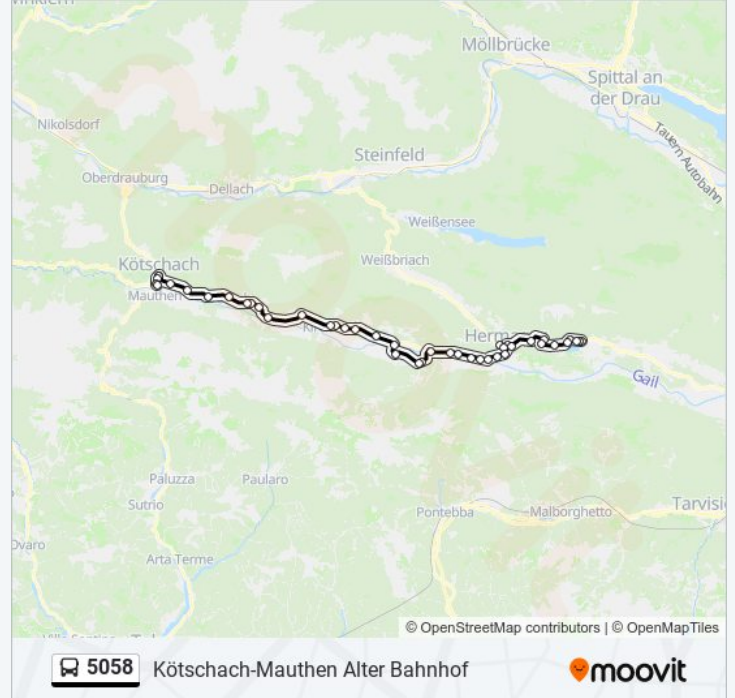 Möllbrücke
Spittal an
der Drau
Nikolsdorf
Tauern Autobahn
Steinfeld
Oberdrauburg
Dellach
Weißensee
Kötschach
Weißbriach
Mauthen
Herma
Gail
Paluzza
Paularo
Sutrio
Pontebba
Malborghetto
Tarvisi
Ovaro
Arta Terme
© OpenStreetMap contributors | © OpenMapTiles
5058 Kötschach-Mauthen Alter Bahnhof
moovit